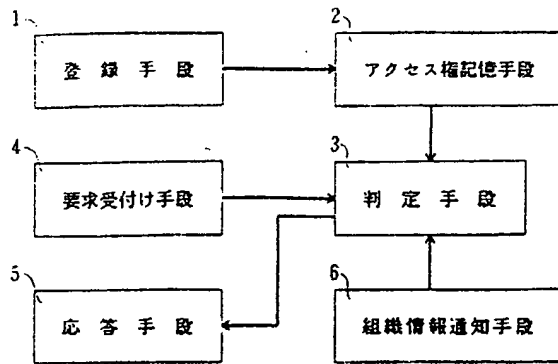 1
登録手段
2
アクセス権記憶手段
4
要求受付け手段
3
判定手段
5
応答手段
6
組織情報通知手段